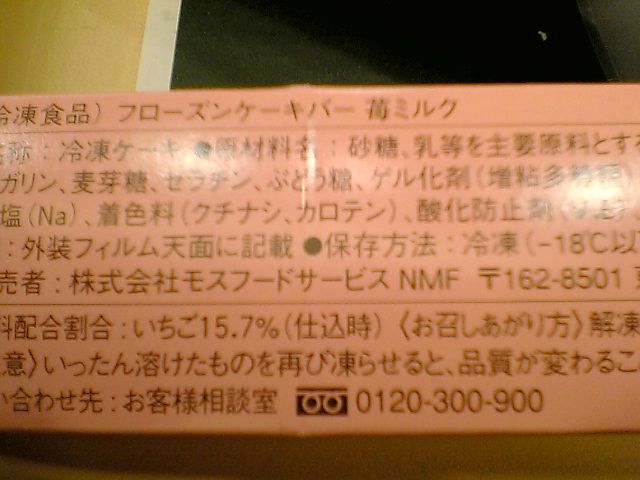 冷凍食品） フローズンケーキバー 苺ミルク
称：冷凍ケーキ ●原材料名：砂糖、乳等を主要原料とする
ガリン、麦芽糖、ゼラチン、ぶどう糖、ゲル化剤（増粘多糖類）
塩（Na）、着色料（クチナシ、カロテン）、酸化防止剤（
：外装フィルム天面に記載 ●保存方法：冷凍（−18℃以
売者：株式会社モスフードサービス NMF 〒162-8501
料配合割合：いちご15.7%（仕込時）〈お召しあがり方〉解凍
意〉いったん溶けたものを再び凍らせると、品質が変わるこ
い合わせ先：お客様相談室 0120-300-900